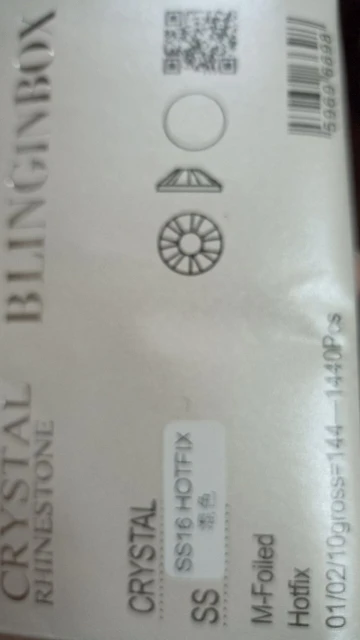 CRYSTAL BLINGINBOX
RHINESTONE
CRYSTAL
SS16 HOTFIX
SS
M-Foiled
Hotfix
01/02/10gross=144—1440Pcs